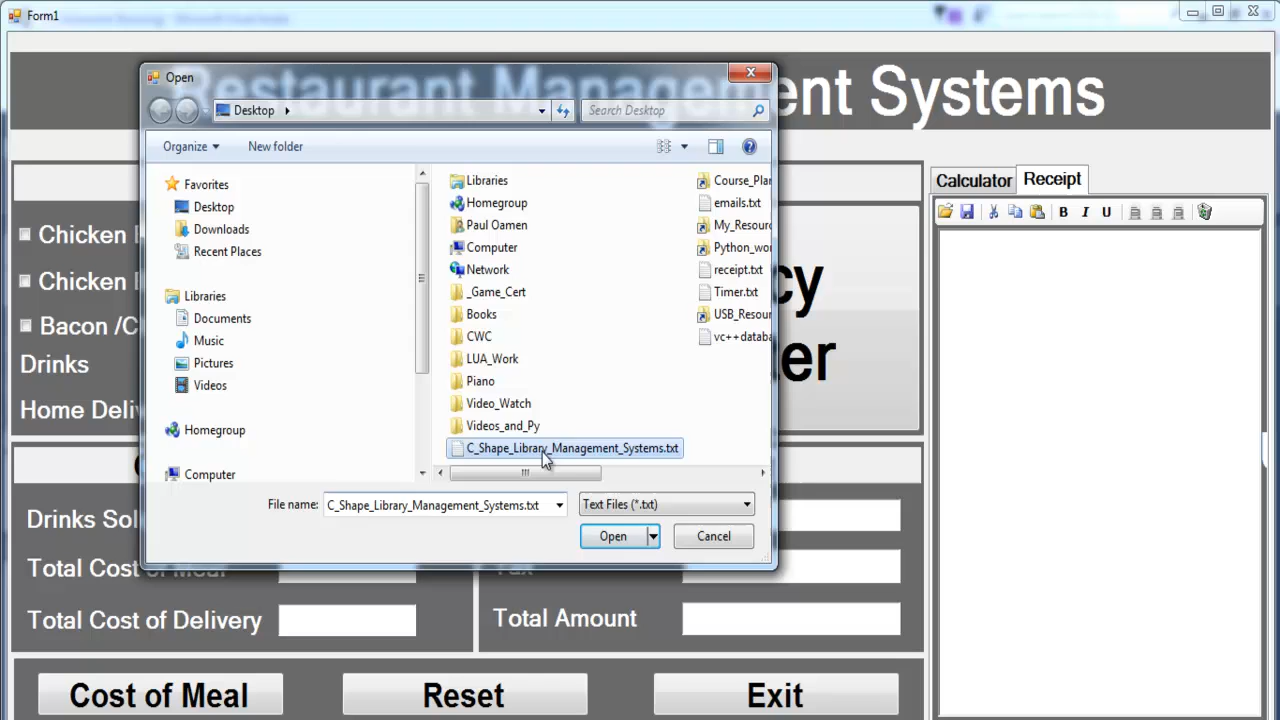 Form1
Restaurant Management Systems
Open
Desktop
Search Desktop
Organize
New folder
Favorites
Desktop
Downloads
Recent Places
Libraries
Documents
Music
Pictures
Videos
Homegroup
Computer
Libraries
Homegroup
Paul Oamen
Computer
Network
_Game_Cert
Books
CWC
LUA_Work
Piano
Video_Watch
Videos_and_Py
C_Shape_Library_Management_Systems.txt
Course_Plan
emails.txt
My_Resour
Python_wor
receipt.txt
Timer.txt
USB_Resour
vc++databa
File name: C_Shape_Library_Management_Systems.txt
Text Files (*.txt)
Open
Cancel
Chicken
Chicken
Bacon /C
Drinks
Home Deliv
cy
er
Calculator
Receipt
B I U
Drinks Sol
Total Cost of Meal
Tax
Total Cost of Delivery
Total Amount
Cost of Meal
Reset
Exit